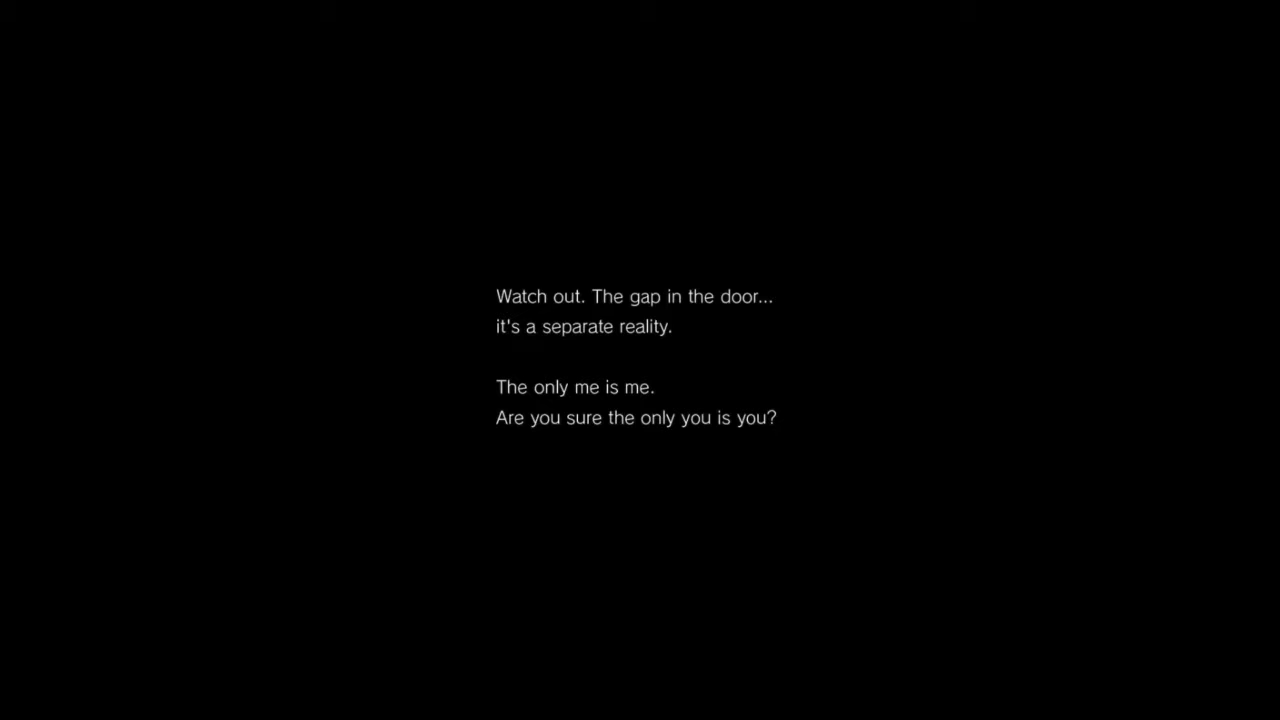 Watch out. The gap in the door...
it's a separate reality.
The only me is me.
Are you sure the only you is you?